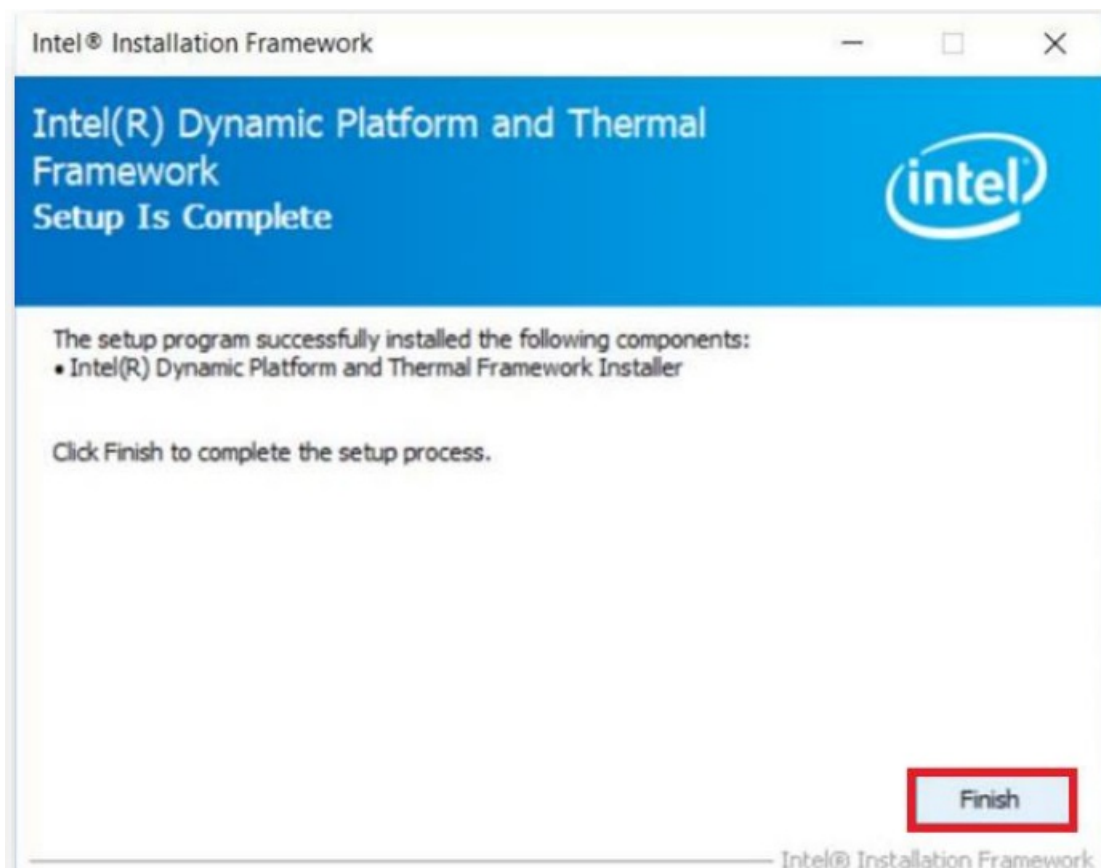 Intel® Installation Framework
Intel(R) Dynamic Platform and Thermal
Framework
Setup Is Complete
intel
The setup program successfully installed the following components:
• Intel(R) Dynamic Platform and Thermal Framework Installer
Click Finish to complete the setup process.
Finish
Intel® Installation Framework